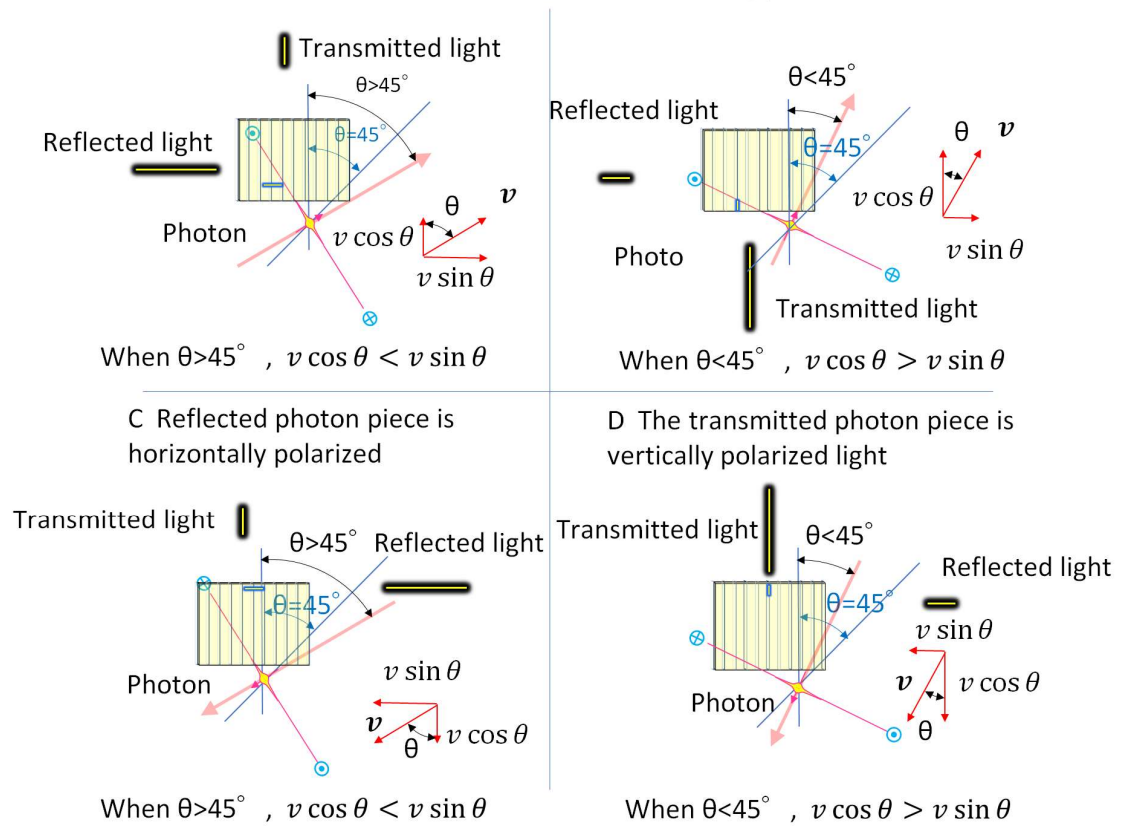 Transmitted light
θ>45°
Reflected light
θ=45°
Photon
θ
v
v cos θ
v sin θ
When θ>45° , v cos θ < v sin θ
θ<45°
Reflected light
θ=45°
θ
v
v cos θ
v sin θ
Photo
Transmitted light
When θ<45° , v cos θ > v sin θ
C Reflected photon piece is
horizontally polarized
Transmitted light
θ>45°
Reflected light
θ=45°
Photon
v sin θ
v
θ
v cos θ
When θ>45° , v cos θ < v sin θ
D The transmitted photon piece is
vertically polarized light
Transmitted light
θ<45°
Reflected light
θ=45°
v sin θ
Photon
v
v cos θ
θ
When θ<45° , v cos θ > v sin θ